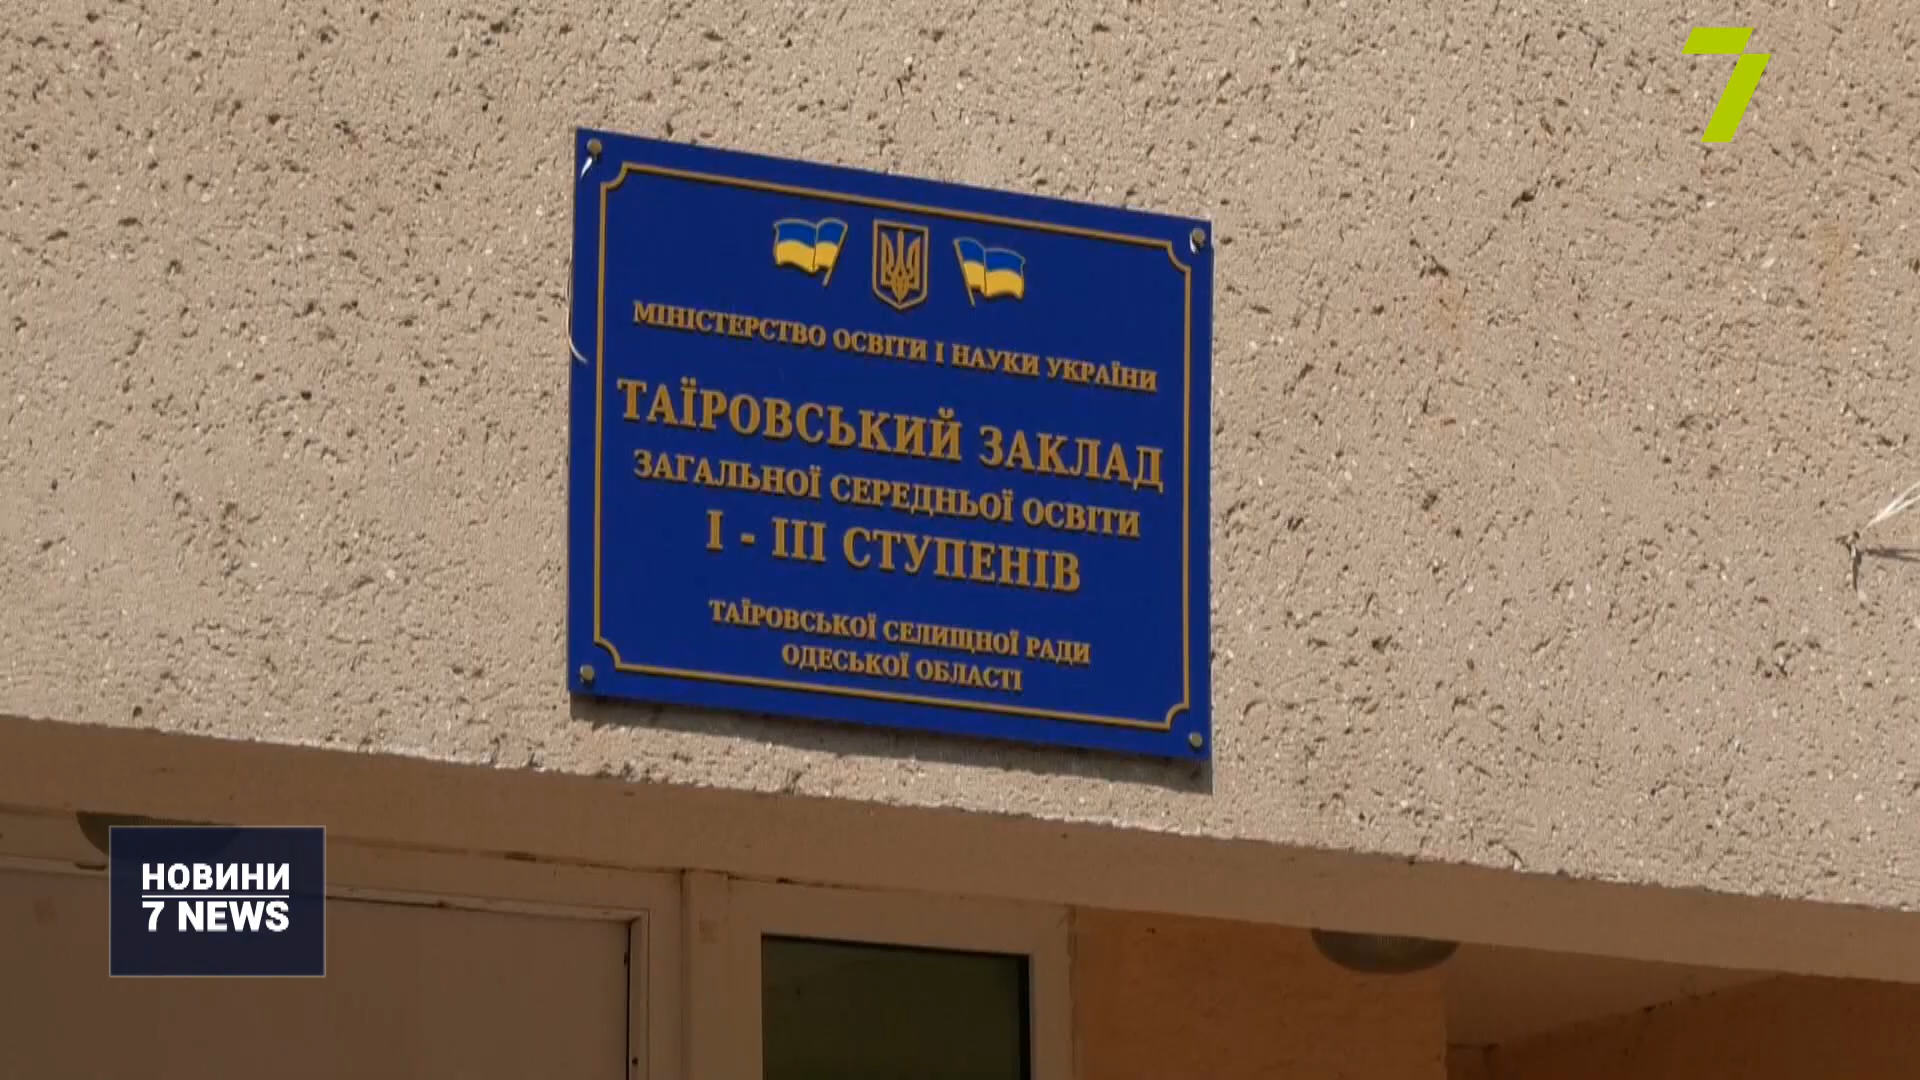 7
МІНІСТЕРСТВО ОСВІТИ І НАУКИ УКРАЇНИ
ТАЇРОВСЬКИЙ ЗАКЛАД
ЗАГАЛЬНОЇ СЕРЕДНЬОЇ ОСВІТИ
І - ІІІ СТУПЕНІВ
ТАЇРОВСЬКОЇ СЕЛИЩНОЇ РАДИ
ОДЕСЬКОЇ ОБЛАСТІ
НОВИНИ
7 NEWS